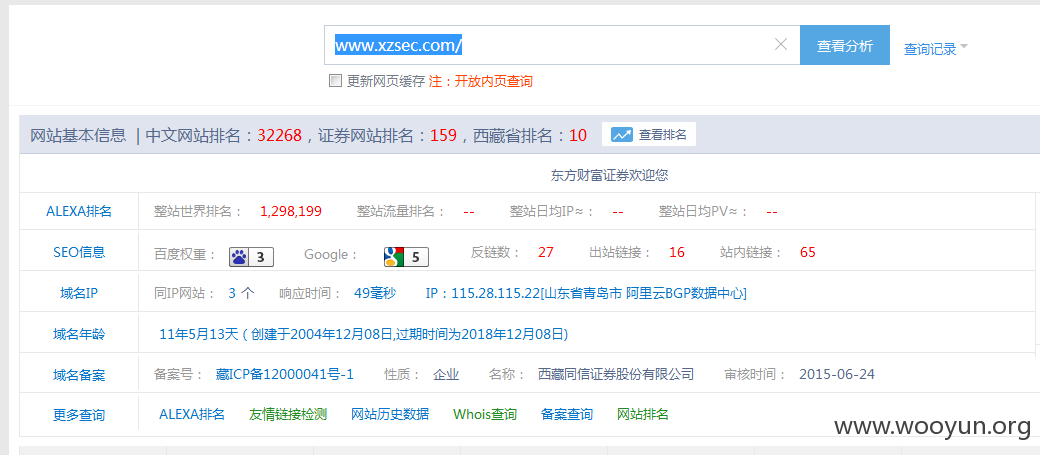 www.xzsec.com/ 查看分析 查询记录
更新网页缓存 注：开放内页查询
网站基本信息 | 中文网站排名：32268，证券网站排名：159，西藏省排名：10 查看排名
东方财富证券欢迎您
ALEXA排名 整站世界排名： 1,298,199 整站流量排名： -- 整站日均IP≈： -- 整站日均PV≈： --
SEO信息 百度权重： 3 Google： 5 反链数： 27 出站链接： 16 站内链接： 65
域名IP 同IP网站： 3 个 响应时间： 49毫秒 IP：115.28.115.22[山东省青岛市 阿里云BGP数据中心]
域名年龄 11年5月13天 ( 创建于2004年12月08日,过期时间为2018年12月08日)
域名备案 备案号： 藏ICP备12000041号-1 性质： 企业 名称： 西藏同信证券股份有限公司 审核时间： 2015-06-24
更多查询 ALEXA排名 友情链接检测 网站历史数据 Whois查询 备案查询 网站排名
www.wooyun.org